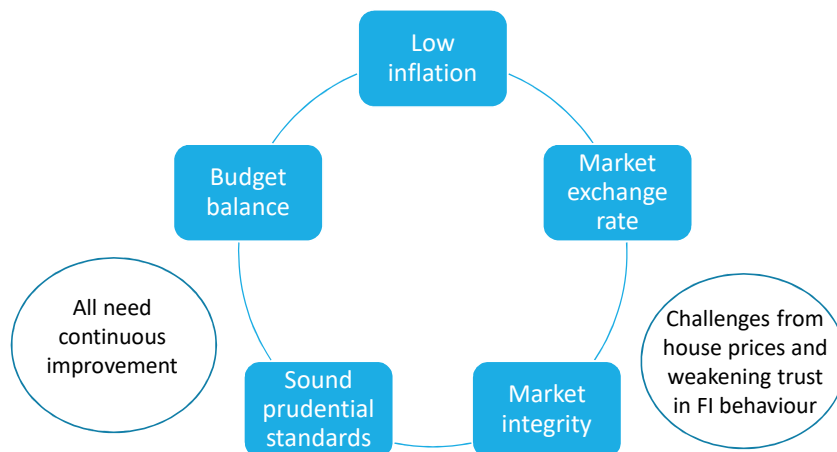 Low
inflation
Market
exchange
rate
Market
integrity
Sound
prudential
standards
Budget
balance
All need
continuous
improvement
Challenges from
house prices and
weakening trust
in FI behaviour